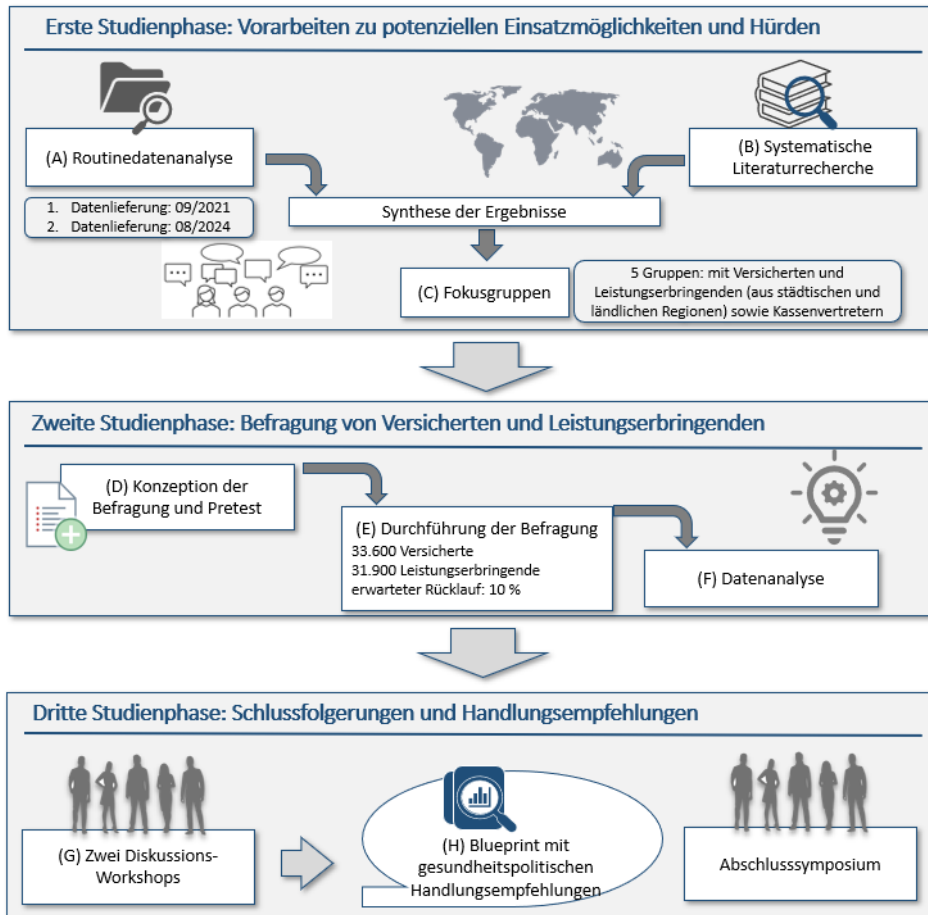 Erste Studienphase: Vorarbeiten zu potenziellen Einsatzmöglichkeiten und Hürden
(A) Routinedatenanalyse
(B) Systematische
Literaturrecherche
1. Datenlieferung: 09/2021
2. Datenlieferung: 08/2024
Synthese der Ergebnisse
(C) Fokusgruppen
5 Gruppen: mit Versicherten und
Leistungserbringenden (aus städtischen und
ländlichen Regionen) sowie Kassenvertretern
Zweite Studienphase: Befragung von Versicherten und Leistungserbringenden
(D) Konzeption der
Befragung und Pretest
(E) Durchführung der Befragung
33.600 Versicherte
31.900 Leistungserbringende
erwarteter Rücklauf: 10 %
(F) Datenanalyse
Dritte Studienphase: Schlussfolgerungen und Handlungsempfehlungen
(G) Zwei Diskussions-
Workshops
(H) Blueprint mit
gesundheitspolitischen
Handlungsempfehlungen
Abschlusssymposium